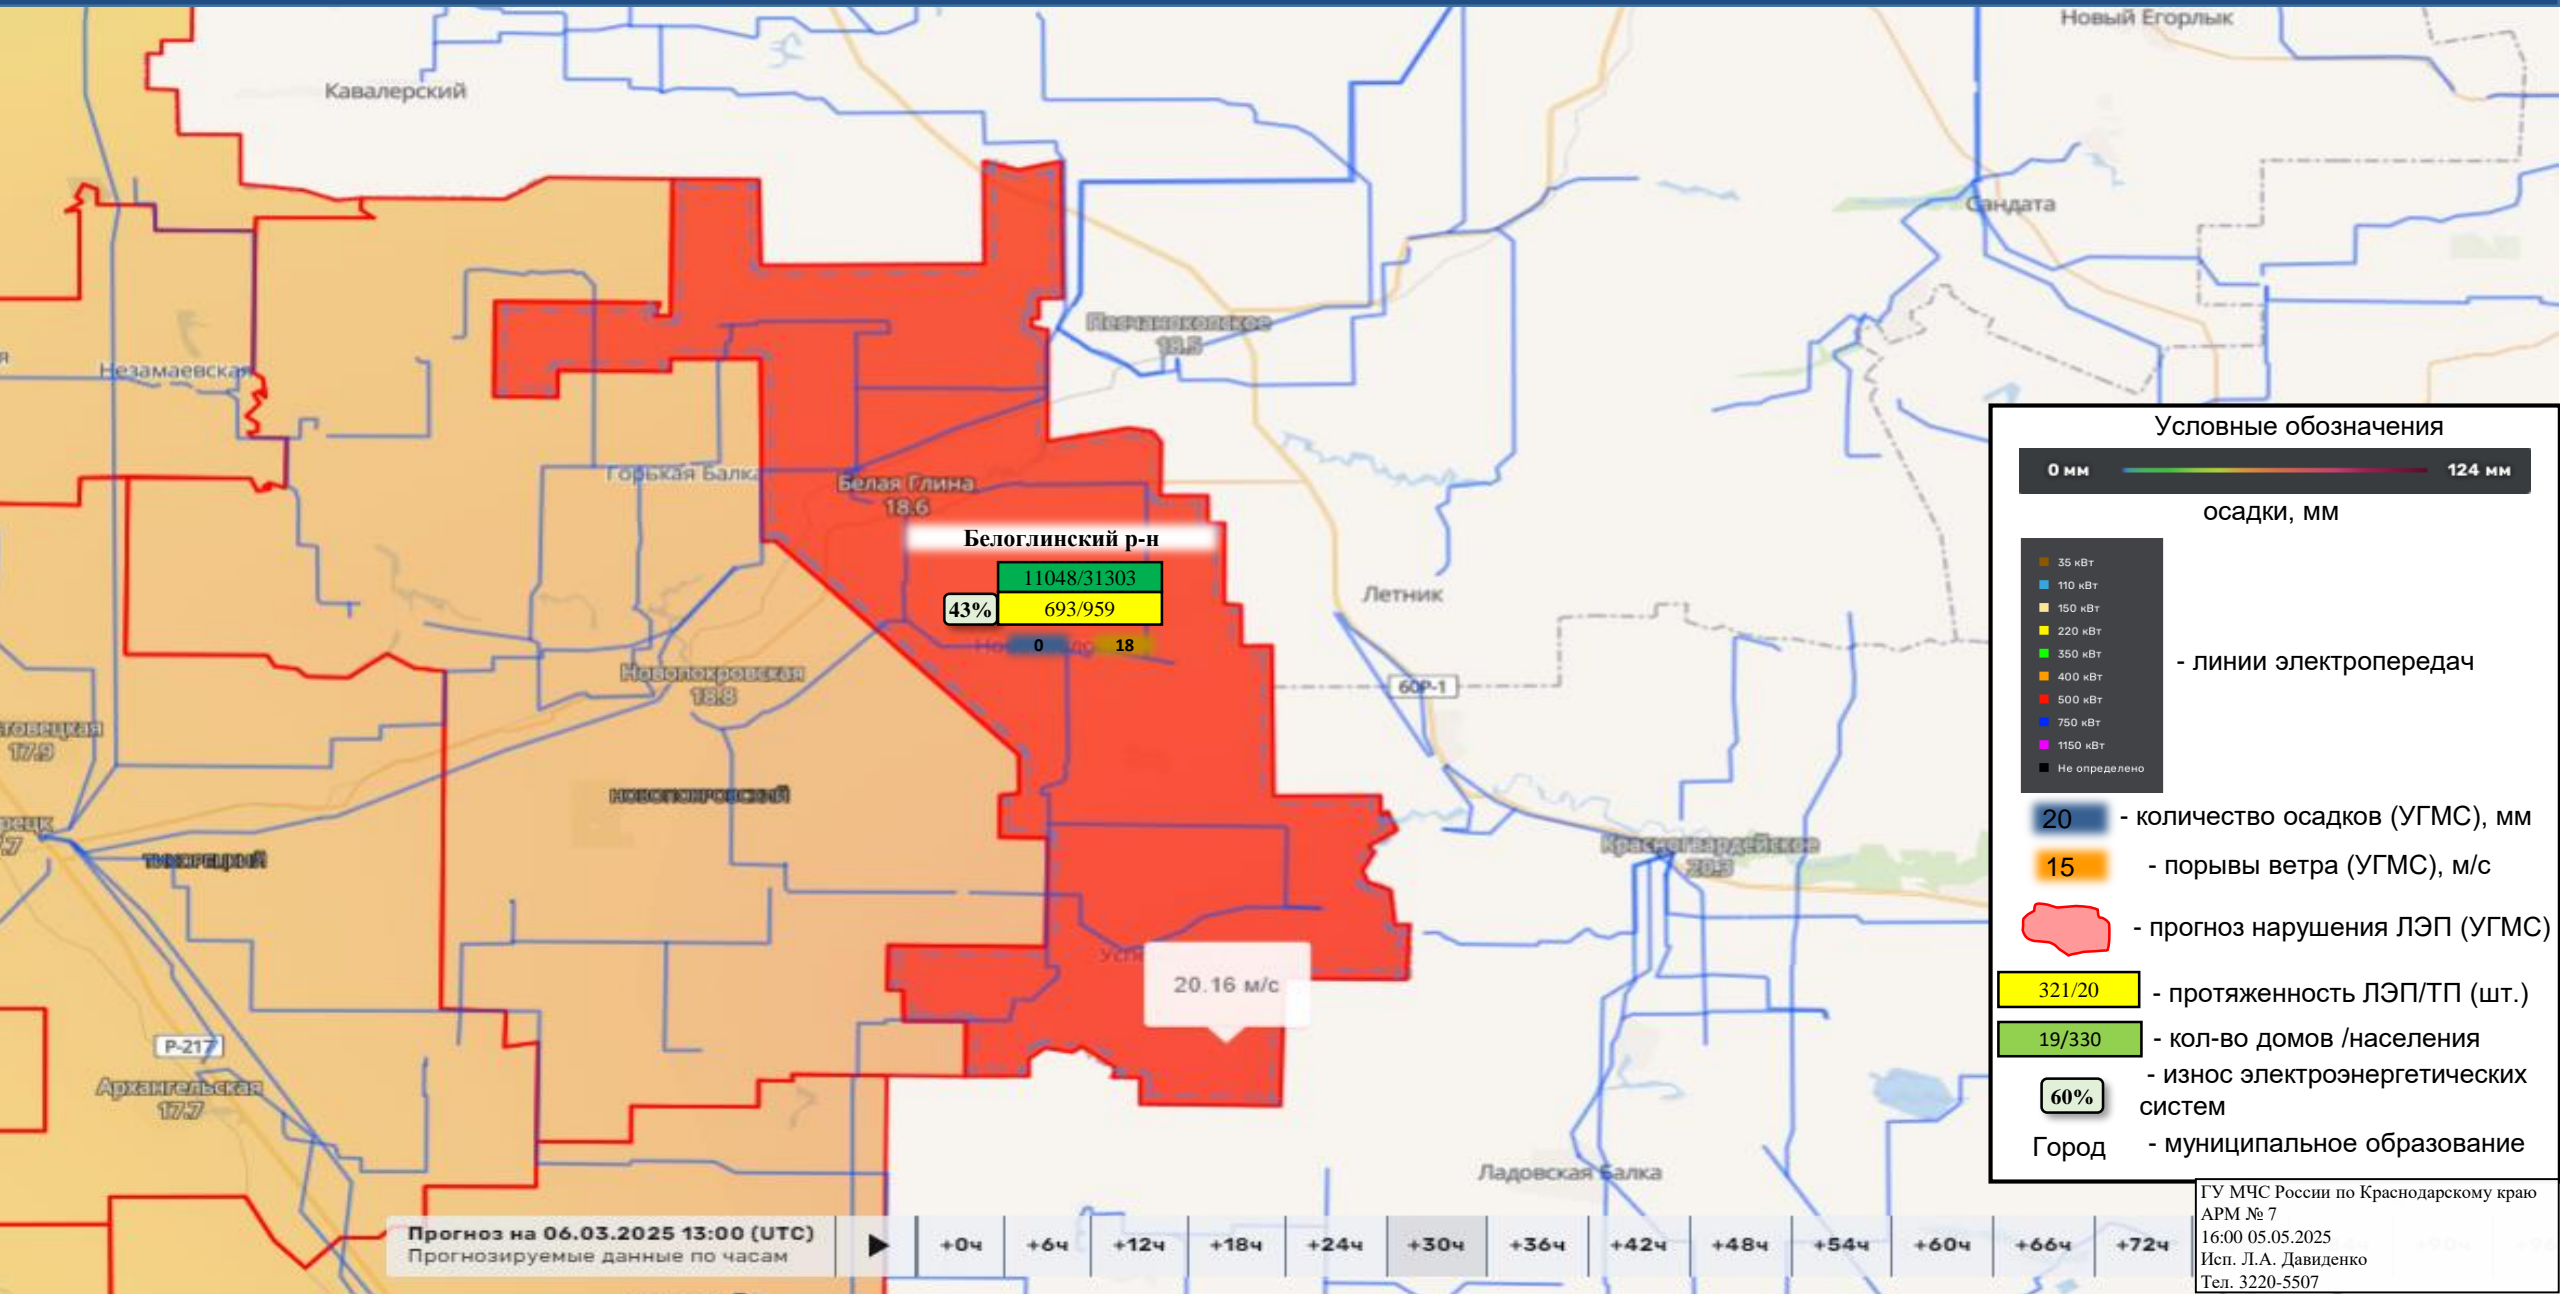 Новый Егорлык
Кавалерский
Сандата
Песчанокопское
18.5
Незамаевская
Условные обозначения
0 мм
124 мм
осадки, мм
Горькая Балка
Белая Глина
18.6
Белоглинский р-н
11048/31303
43%
693/959
0
18
Летник
60Р-1
35 кВт
110 кВт
150 кВт
220 кВт
350 кВт
400 кВт
500 кВт
750 кВт
1150 кВт
Не определено
- линии электропередач
Новопокровская
18.8
17.9
НОВОПОКРОВСКИЙ
ТИХОРЕЦКИЙ
Красногвардейское
20.3
20 - количество осадков (УГМС), мм
15 - порывы ветра (УГМС), м/с
- прогноз нарушения ЛЭП (УГМС)
321/20 - протяженность ЛЭП/ТП (шт.)
19/330 - кол-во домов /населения
60% - износ электроэнергетических
систем
Город - муниципальное образование
20.16 м/с
Р-217
Архангельская
17.7
Ладовская Балка
Прогноз на 06.03.2025 13:00 (UTC)
Прогнозируемые данные по часам
+0ч +6ч +12ч +18ч +24ч +30ч +36ч +42ч +48ч +54ч +60ч +66ч +72ч
ГУ МЧС России по Краснодарскому краю
АРМ № 7
16:00 05.05.2025
Исп. Л.А. Давиденко
Тел. 3220-5507